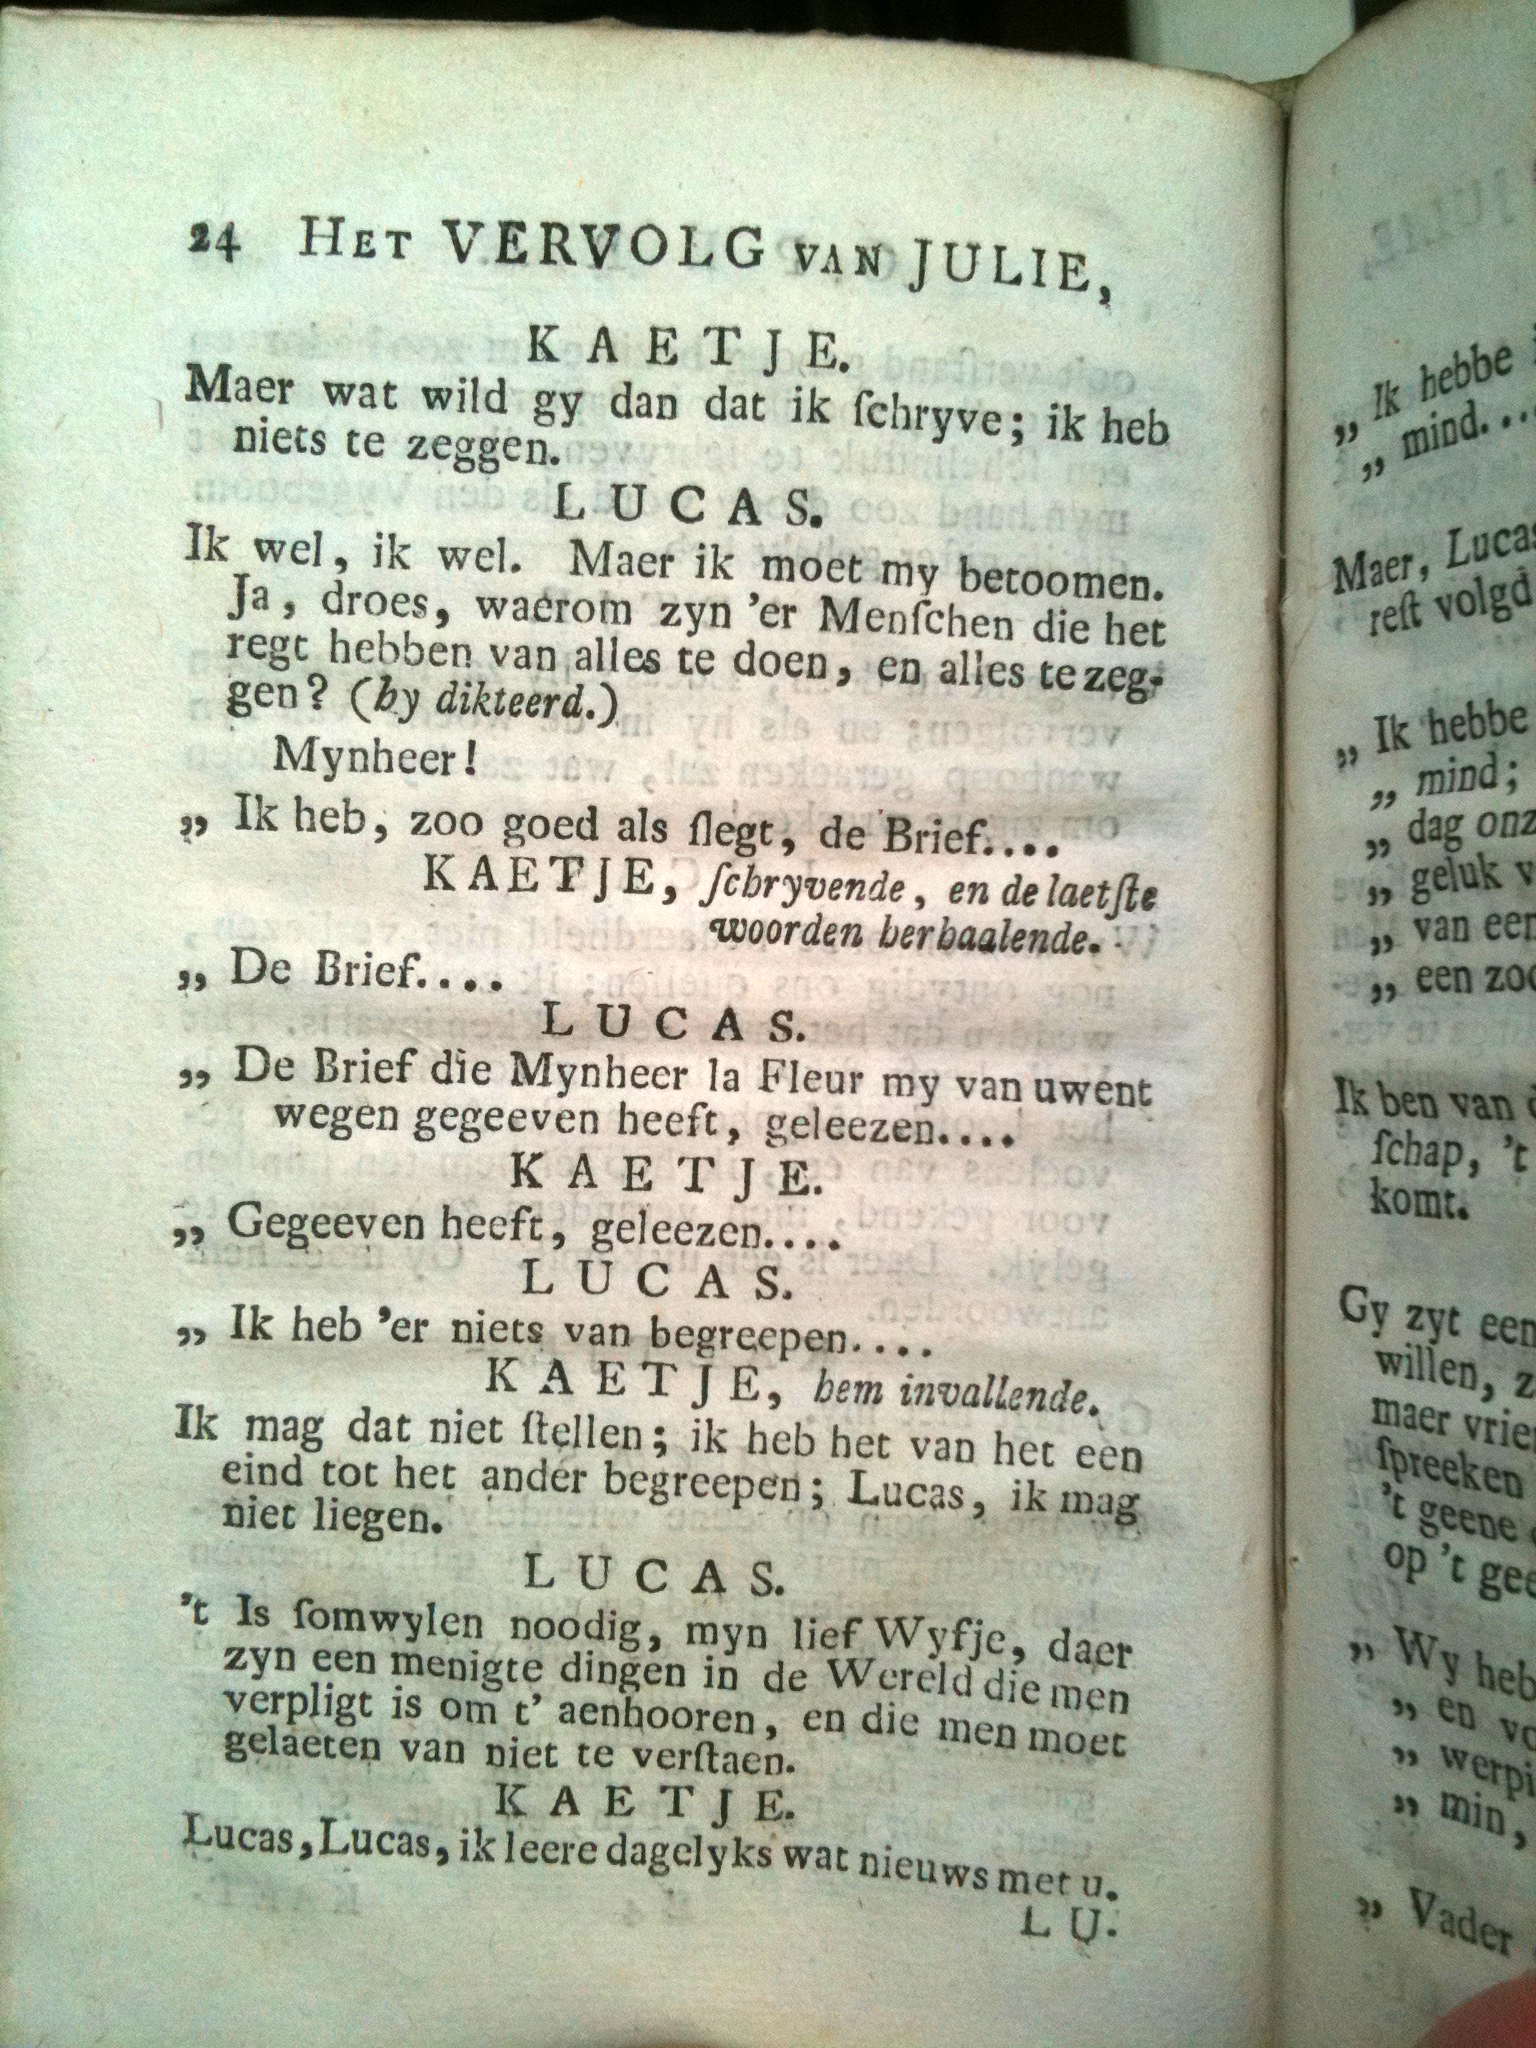 24 HET VERVOLG VAN JULIE,
KAETJE.
Maer wat wild gy dan dat ik ſchryve; ik heb
niets te zeggen.
LUCAS.
Ik wel, ik wel. Maer ik moet my betoomen.
Ja, droes, waerom zyn 'er Menſchen die het
regt hebben van alles te doen, en alles te zeg-
gen? (hy dikteerd.)
Mynheer!
„ Ik heb, zoo goed als ſlegt, de Brief....
KAETJE, ſchryvende, en de laetſte
woorden herhaalende.
„ De Brief....
LUCAS.
„ De Brief die Mynheer la Fleur my van uwent
wegen gegeeven heeft, geleezen....
KAETJE.
„ Gegeeven heeft, geleezen....
LUCAS.
„ Ik heb 'er niets van begreepen....
KAETJE, hem invallende.
Ik mag dat niet ſtellen; ik heb het van het een
eind tot het ander begreepen; Lucas, ik mag
niet liegen.
LUCAS.
't Is ſomwylen noodig, myn lief Wyfje, daer
zyn een menigte dingen in de Wereld die men
verpligt is om t' aenhooren, en die men moet
gelaeten van niet te verſtaen.
KAETJE.
Lucas, Lucas, ik leere dagelyks wat nieuws met u.
LU-
„ Ik hebbe
„ mind....
Maer, Lucas
reſt volgd
„ Ik hebbe
„ mind;
„ dag
„ geluk
„ van
„ een
Ik ben van
ſchap, 't
komt.
Gy zyt
willen,
maer
ſpreeken
't geene
op 't
„ Wy
„ en
„
„ min,
„ Vader